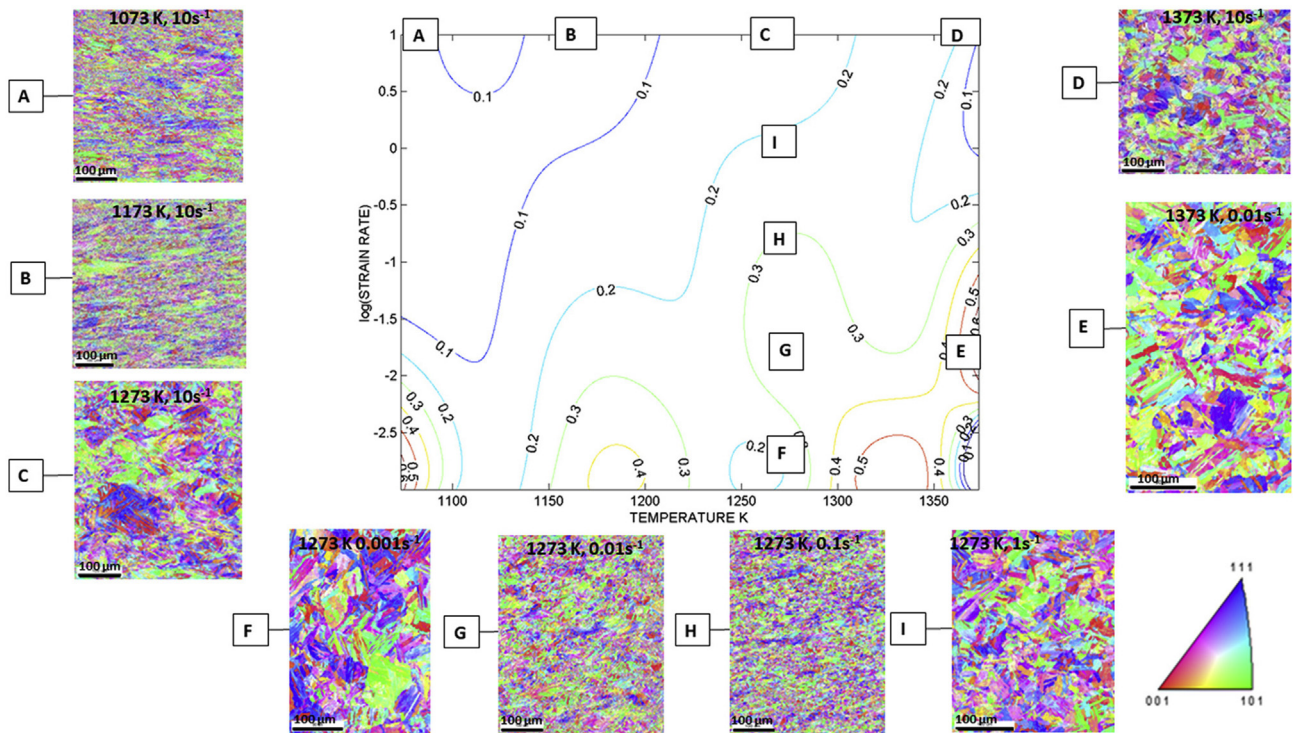 1073 K, 10s-1
A
100 µm
1173 K, 10s-1
B
100 µm
1273 K, 10s-1
C
100 µm
A
B
C
D
1
0.5
0
-0.5
-1
-1.5
-2
-2.5
log(STRAIN RATE)
0.1
0.1
0.2
0.2
0.1
I
0.1
0.2
0.2
H
0.3
0.2
0.3
0.5
0.1
0.3
G
E
0.2
0.3
0.3
0.4
0.2
0.2
F
0.4
0.3
0.4
0.5
0.4
1100
1150
1200
1250
1300
1350
TEMPERATURE K
1373 K, 10s-1
D
100 µm
1373 K, 0.01s-1
E
100 µm
1273 K 0.001s-1
F
100 µm
1273 K, 0.01s-1
G
100 µm
1273 K, 0.1s-1
H
100 µm
1273 K, 1s-1
I
100 µm
111
001
101